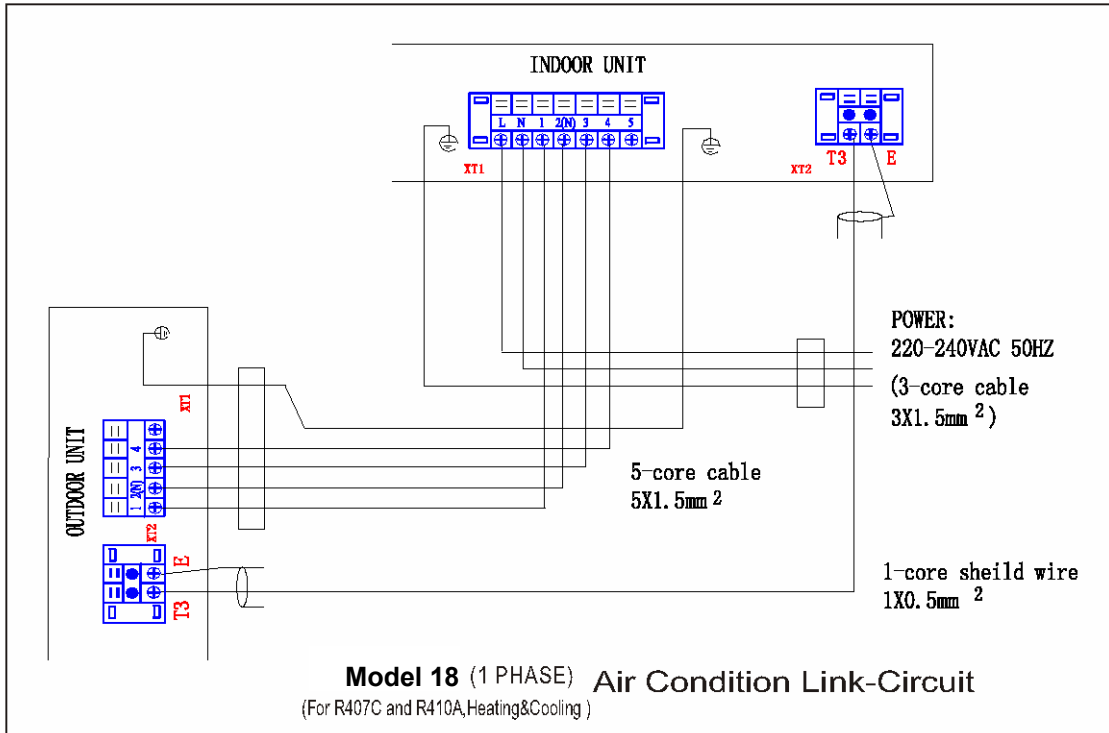 INDOOR UNIT
L N 1 2(N) 3 4 5
XT1
XT2
T3 E
POWER:
220-240VAC 50HZ
(3-core cable
3X1.5mm 2)
OUTDOOR UNIT
XT1
1 2(N) 3 4
XT2
E
T3
5-core cable
5X1.5mm 2
1-core sheild wire
1X0.5mm 2
Model 18 (1 PHASE) Air Condition Link-Circuit
(For R407C and R410A,Heating&Cooling )